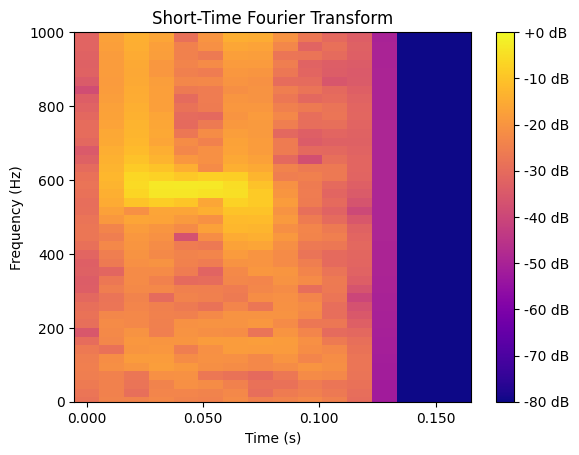 Short-Time Fourier Transform
Frequency (Hz)
1000
800
600
400
200
0
0.000
0.050
0.100
0.150
Time (s)
+0 dB
-10 dB
-20 dB
-30 dB
-40 dB
-50 dB
-60 dB
-70 dB
-80 dB